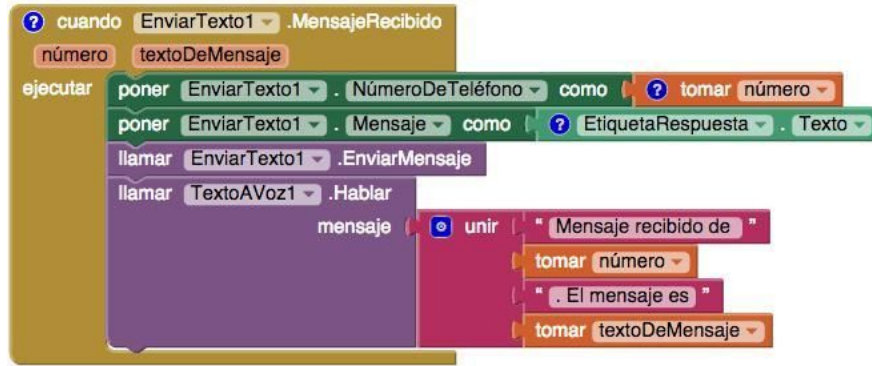 ? cuando EnviarTexto1 .MensajeRecibido
número textoDeMensaje
ejecutar poner EnviarTexto1 . NúmeroDeTeléfono como ? tomar número
poner EnviarTexto1 . Mensaje como ? EtiquetaRespuesta . Texto
llamar EnviarTexto1 .EnviarMensaje
llamar TextoAVoz1 .Hablar
mensaje unir " Mensaje recibido de "
tomar número
" . El mensaje es "
tomar textoDeMensaje